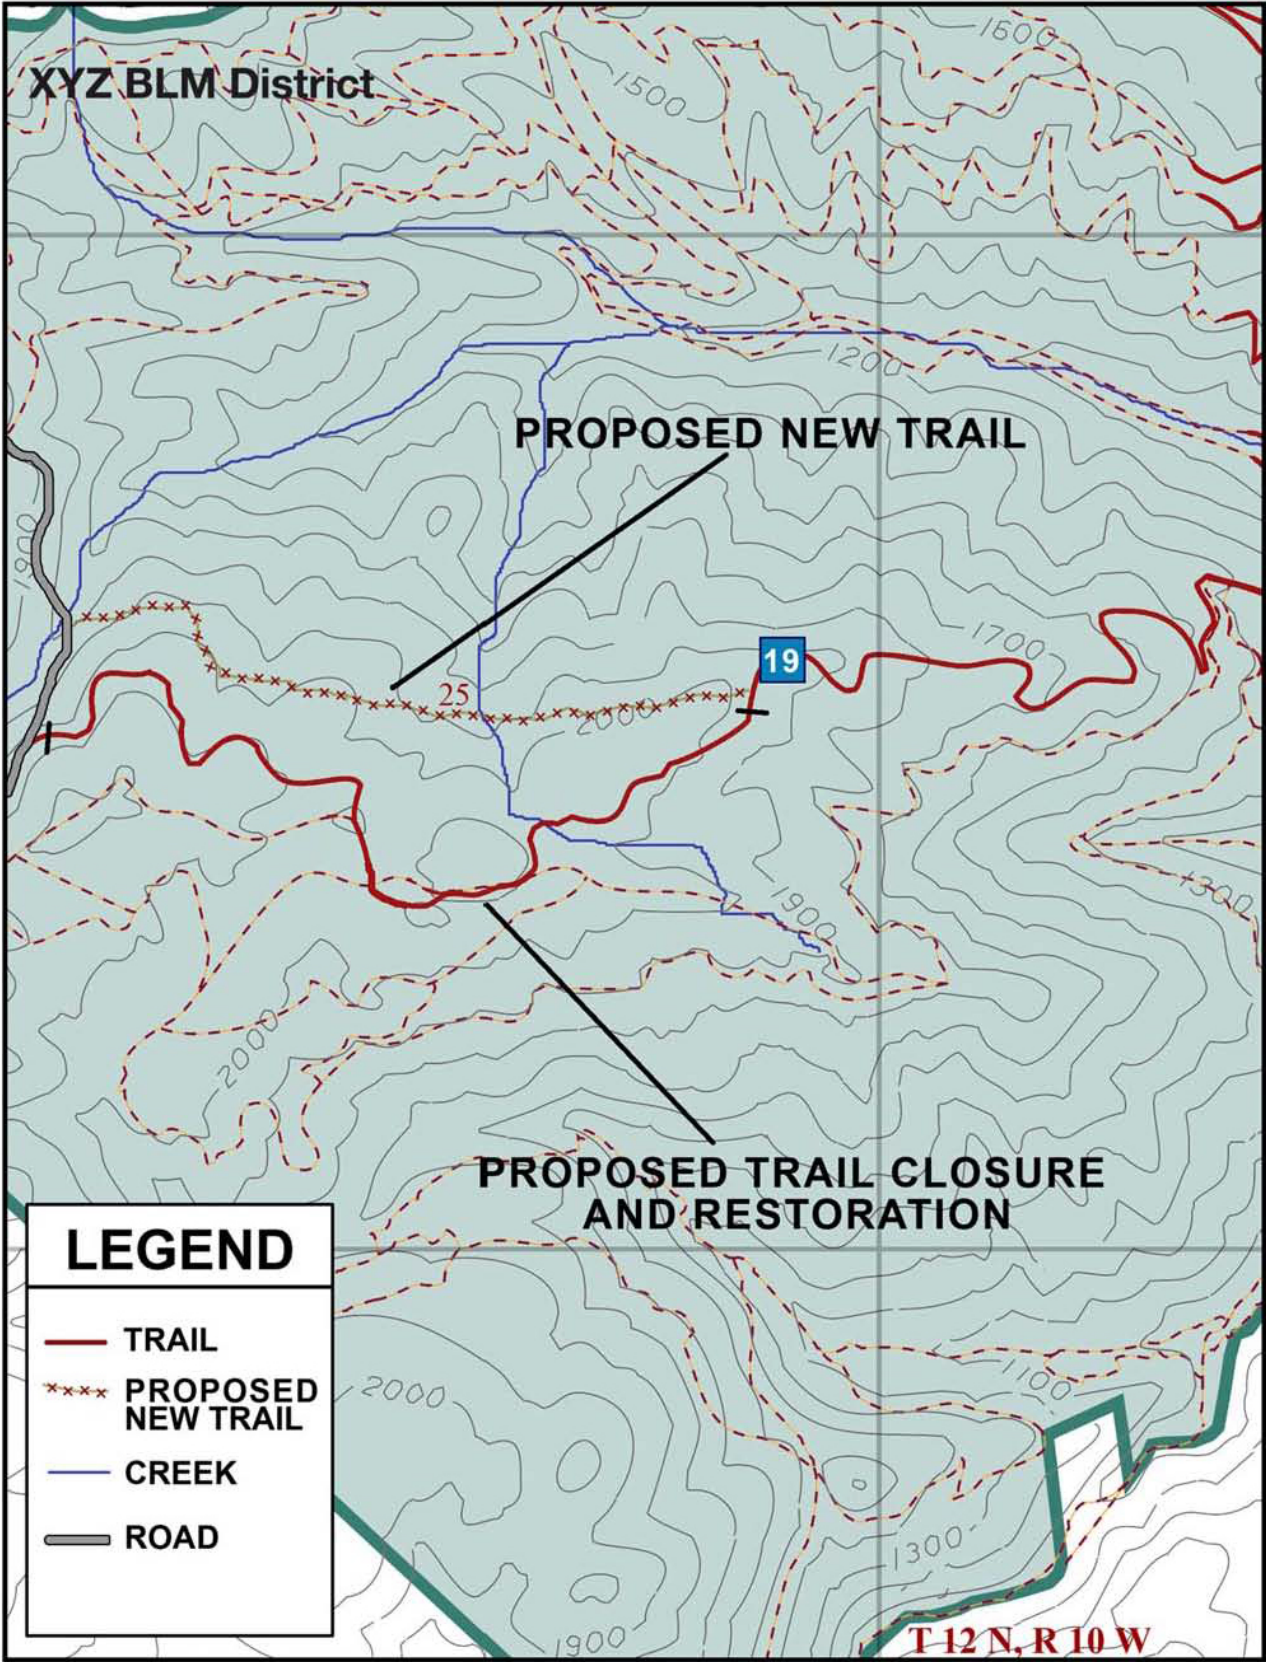 1600
XYZ BLM District
1500
1200
PROPOSED NEW TRAIL
1900
1700
19
25
2000
1300
1900
2000
PROPOSED TRAIL CLOSURE
AND RESTORATION
LEGEND
TRAIL
PROPOSED
NEW TRAIL
CREEK
ROAD
2000
1100
1300
1900
T 12 N, R 10 W